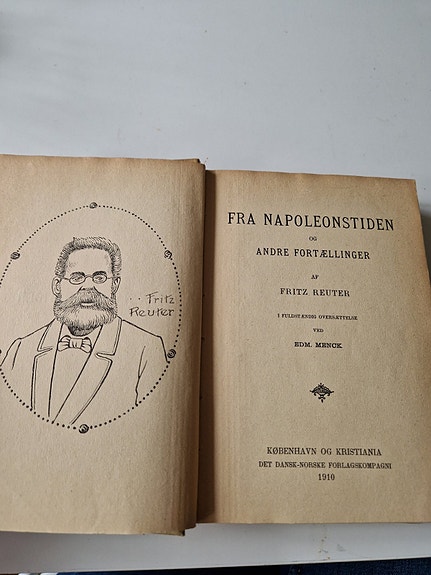 Fritz
Reuter
FRA NAPOLEONSTIDEN
OG
ANDRE FORTÆLLINGER
AF
FRITZ REUTER
I FULDSTÆNDIG OVERSÆTTELSE
VED
EDM. MENCK
KØBENHAVN OG KRISTIANIA
DET DANSK-NORSKE FORLAGSKOMPAGNI
1910